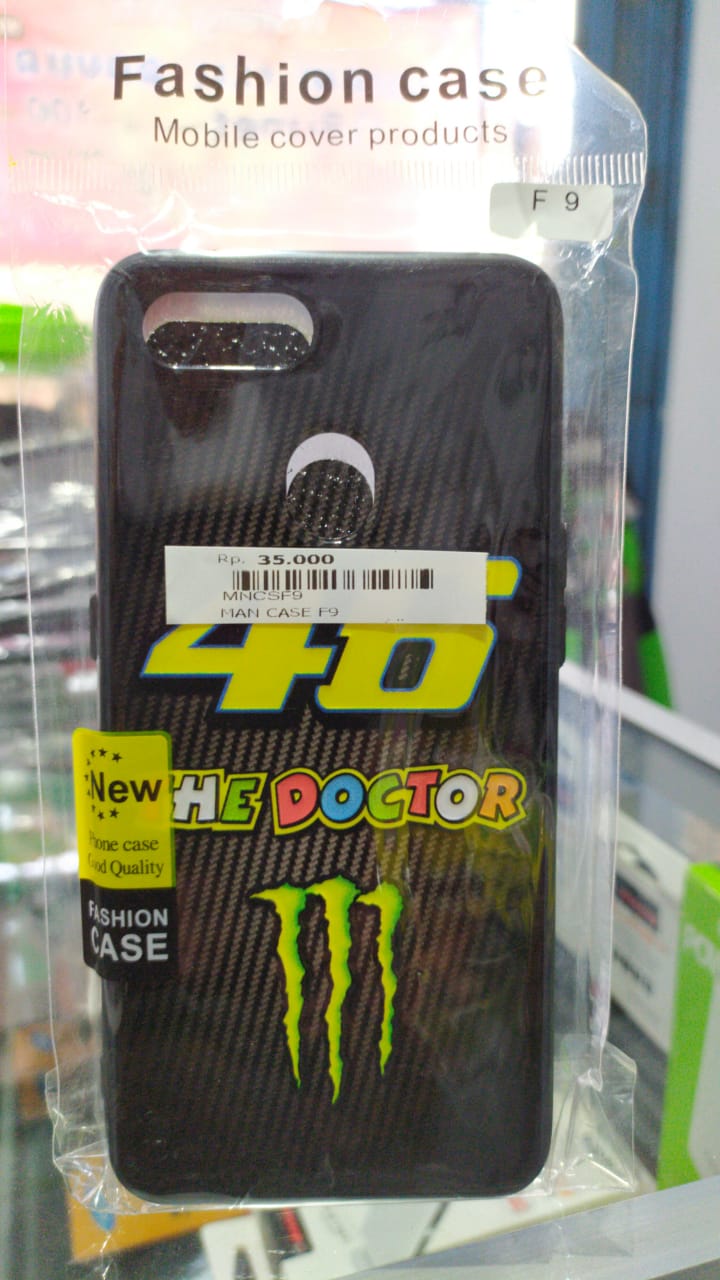 Fashion case
Mobile cover products
F 9
Rp. 35.000
MNCSF9
MAN CASE F9
46
THE DOCTOR
New
Phone case
Good Quality
FASHION
CASE